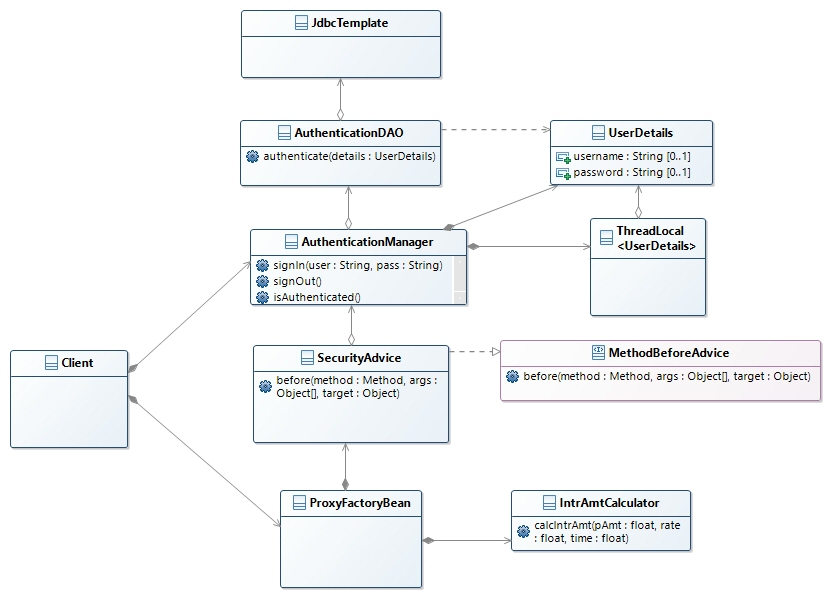 JdbcTemplate
AuthenticationDAO
authenticate(details : UserDetails)
UserDetails
username : String [0..1]
password : String [0..1]
AuthenticationManager
signIn(user : String, pass : String)
signOut()
isAuthenticated()
ThreadLocal
<UserDetails>
Client
SecurityAdvice
before(method : Method, args :
Object[], target : Object)
MethodBeforeAdvice
before(method : Method, args : Object[], target : Object)
ProxyFactoryBean
IntrAmtCalculator
calcIntrAmt(pAmt : float, rate
: float, time : float)